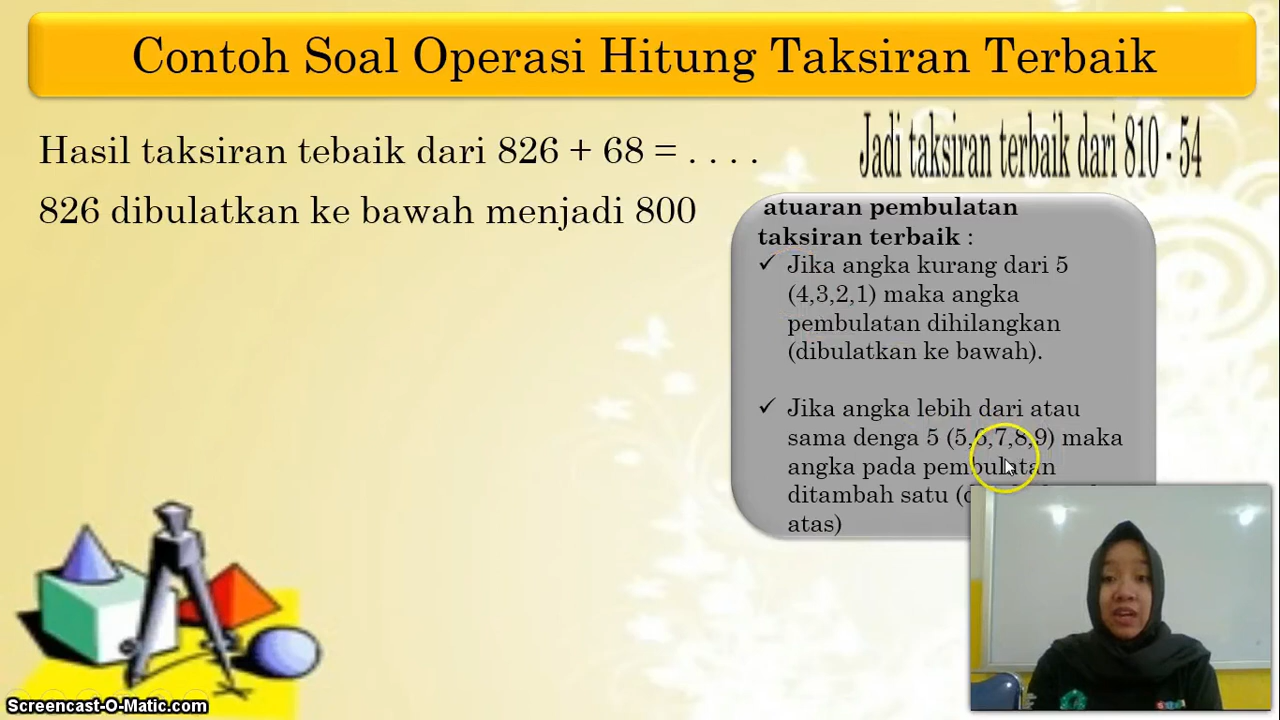 Contoh Soal Operasi Hitung Taksiran Terbaik
Hasil taksiran tebaik dari 826 + 68 = . . . .
826 dibulatkan ke bawah menjadi 800
Jadi taksiran terbaik dari 810 - 54
atuaran pembulatan
taksiran terbaik :
✓ Jika angka kurang dari 5
(4,3,2,1) maka angka
pembulatan dihilangkan
(dibulatkan ke bawah).
✓ Jika angka lebih dari atau
sama denga 5 (5,6,7,8,9) maka
angka pada pembulatan
ditambah satu
atas)
Screencast-O-Matic.com